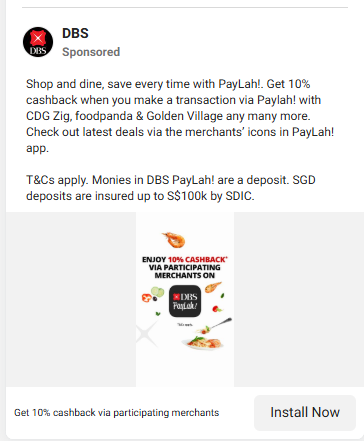 DBS
DBS
Sponsored
Shop and dine, save every time with PayLah!. Get 10%
cashback when you make a transaction via Paylah! with
CDG Zig, foodpanda & Golden Village any many more.
Check out latest deals via the merchants' icons in PayLah!
app.
T&Cs apply. Monies in DBS PayLah! are a deposit. SGD
deposits are insured up to S$100k by SDIC.
ENJOY 10% CASHBACK*
VIA PARTICIPATING
MERCHANTS ON
DBS
PayLah!
*T&Cs apply.
Get 10% cashback via participating merchants
Install Now